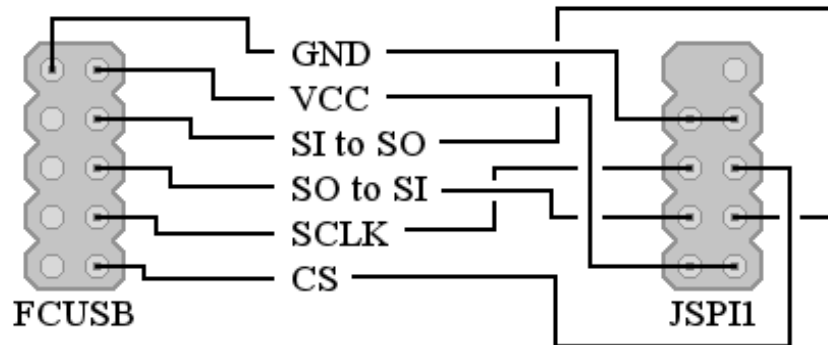 GND
VCC
SI to SO
SO to SI
SCLK
CS
FCUSB
JSPI1